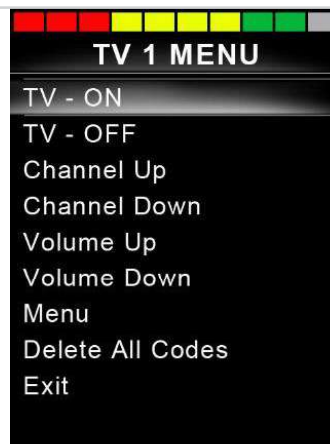 TV 1 MENU
TV - ON
TV - OFF
Channel Up
Channel Down
Volume Up
Volume Down
Menu
Delete All Codes
Exit